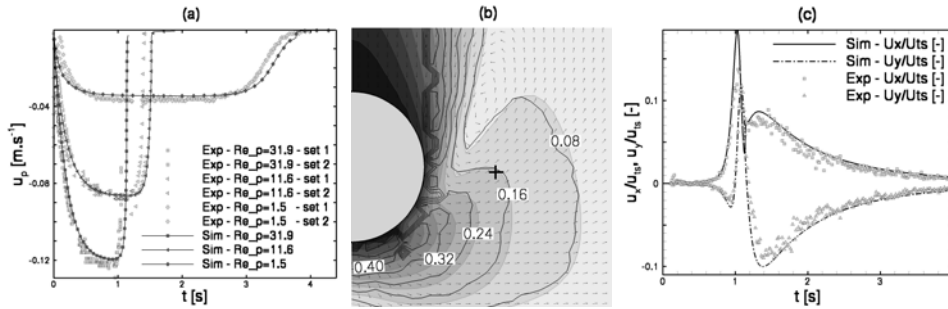 (a)
u_p [m.s⁻¹]
-0.04
-0.08
-0.12
Exp - Re_p=31.9 - set 1
Exp - Re_p=31.9 - set 2
Exp - Re_p=11.6 - set 1
Exp - Re_p=11.6 - set 2
Exp - Re_p=1.5 - set 1
Exp - Re_p=1.5 - set 2
Sim - Re_p=31.9
Sim - Re_p=11.6
Sim - Re_p=1.5
0 1 2 3 4
t [s]
(b)
0.08
0.16
0.24
0.32
0.40
(c)
Sim - Ux/Uts [-]
Sim - Uy/Uts [-]
Exp - Ux/Uts [-]
Exp - Uy/Uts [-]
u_x/u_ts, u_y/u_ts [-]
0.1
0
-0.1
0 1 2 3
t [s]